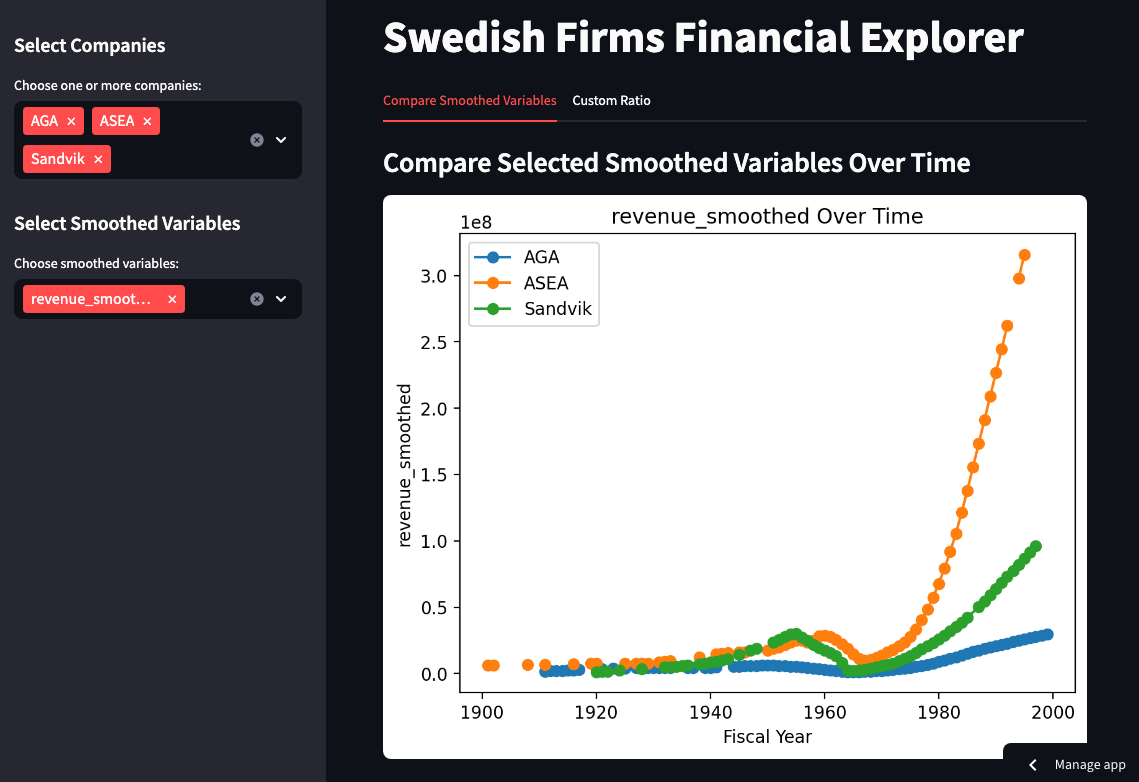 Select Companies
Choose one or more companies:
AGA ×
ASEA ×
Sandvik ×
Select Smoothed Variables
Choose smoothed variables:
revenue_smoot... ×
Swedish Firms Financial Explorer
Compare Smoothed Variables
Custom Ratio
Compare Selected Smoothed Variables Over Time
1e8
revenue_smoothed Over Time
AGA
ASEA
Sandvik
3.0
2.5
2.0
1.5
1.0
0.5
0.0
revenue_smoothed
1900 1920 1940 1960 1980 2000
Fiscal Year
Manage app